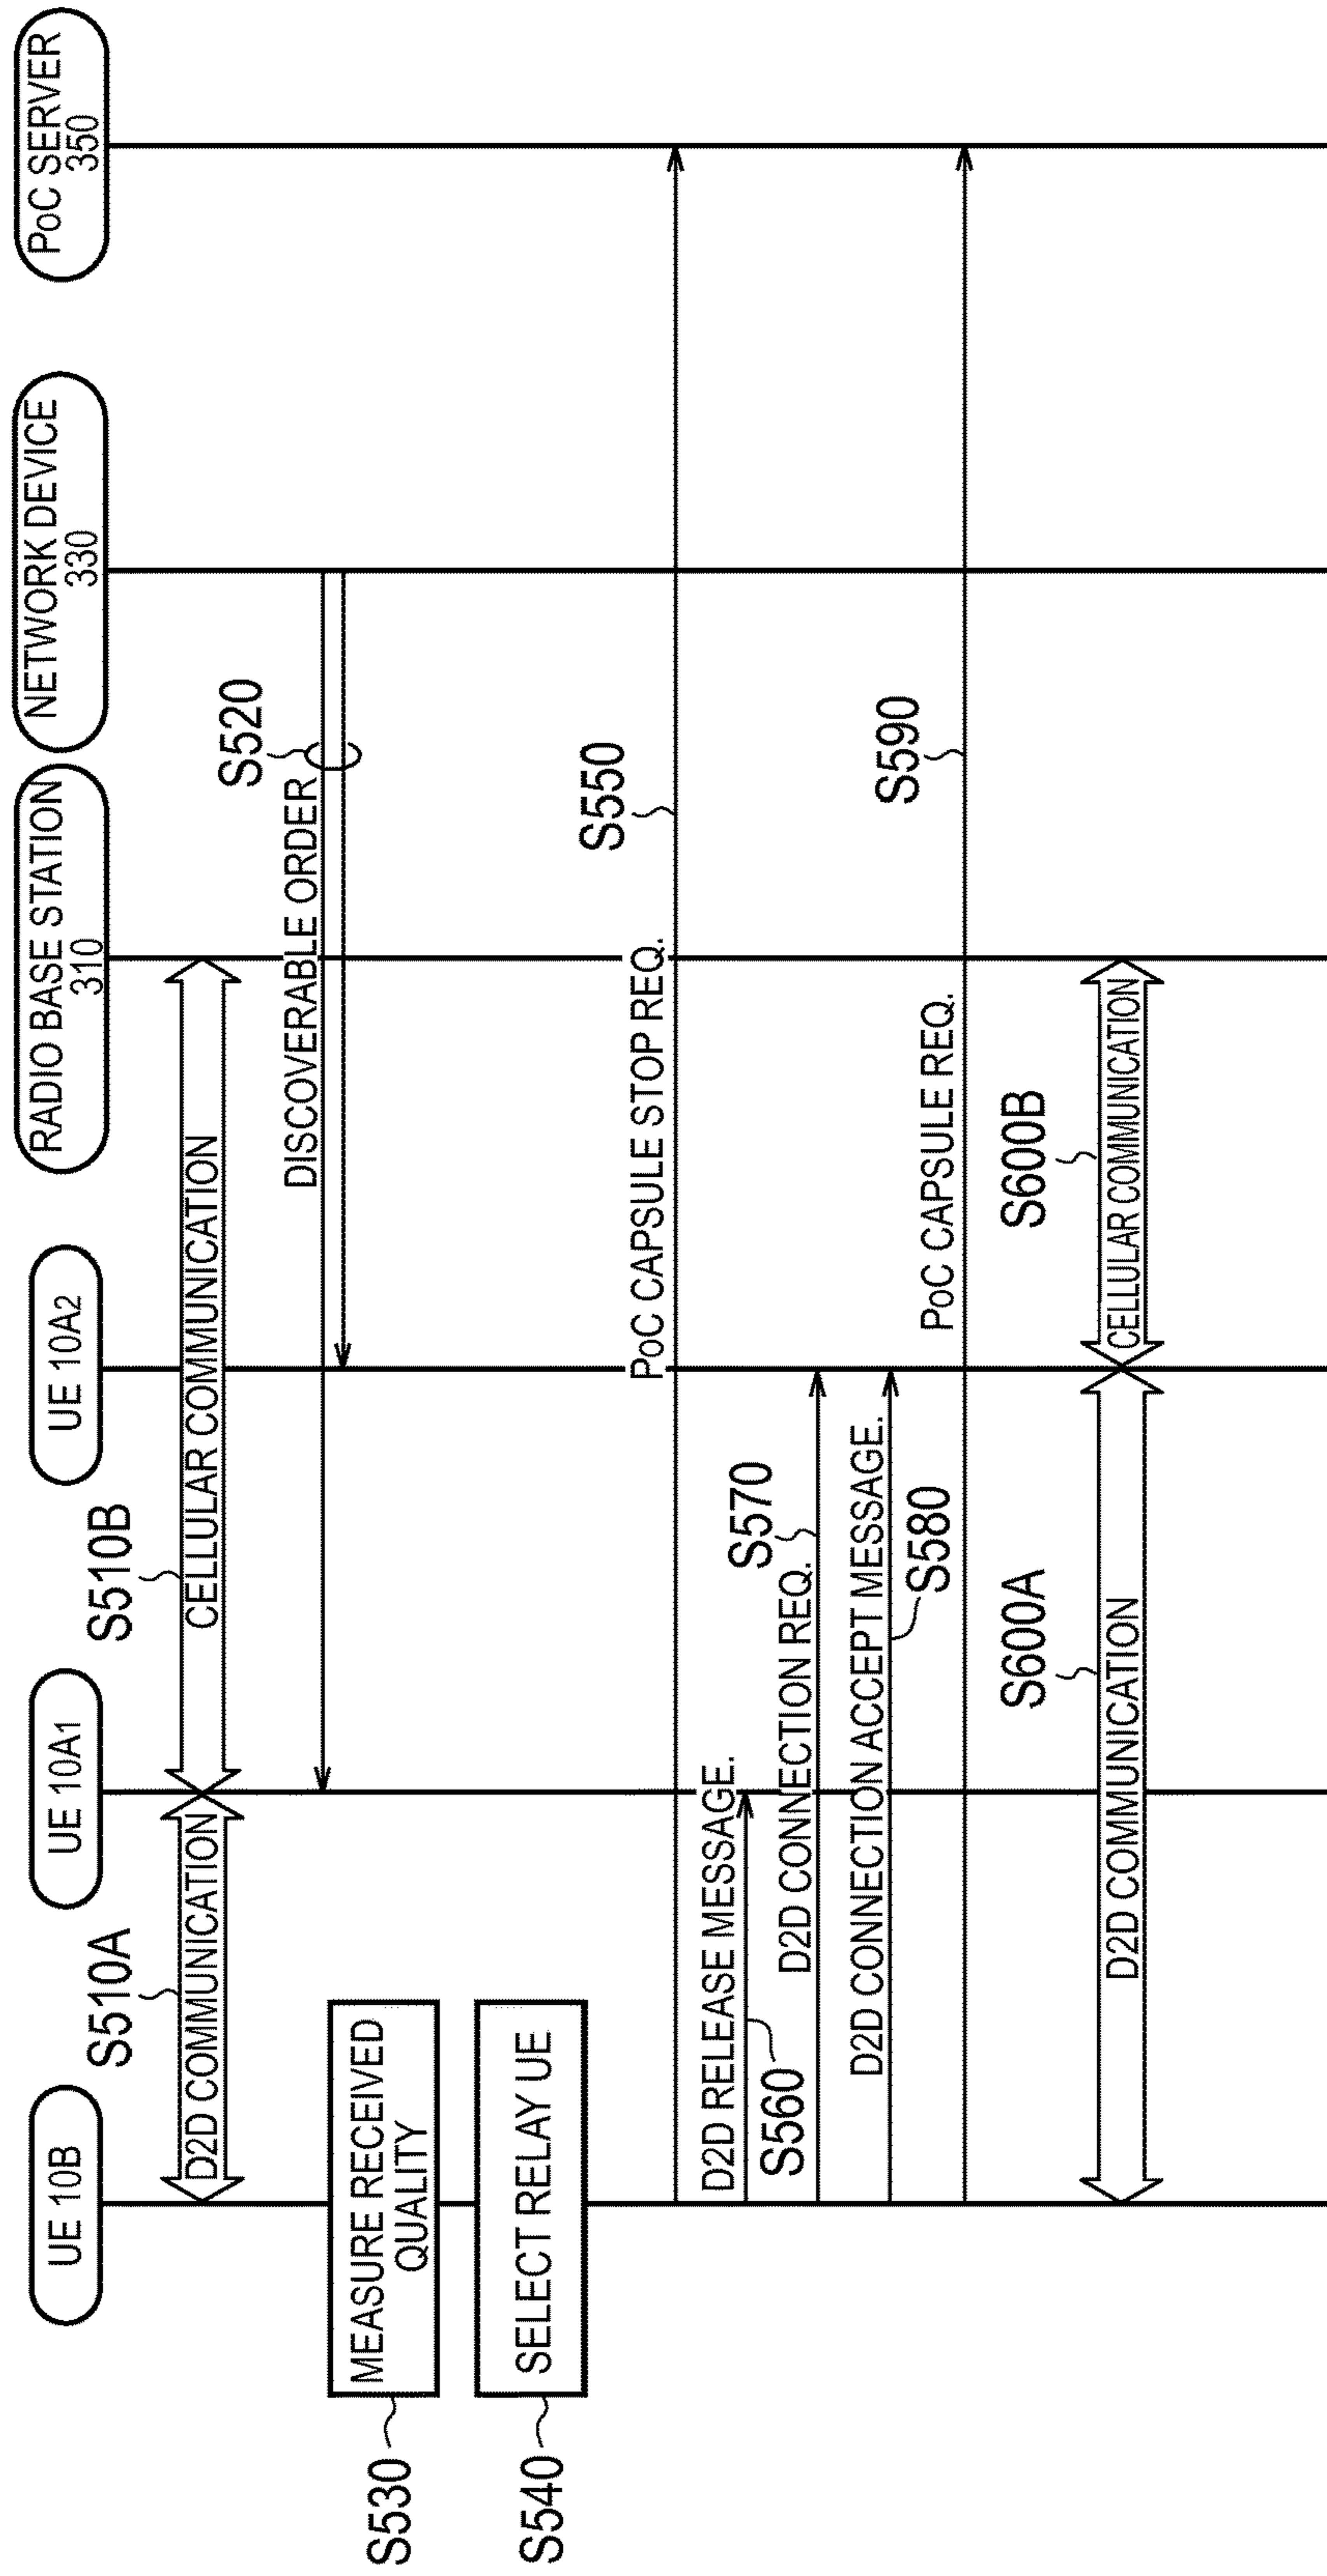 UE 10B
UE 10A1
UE 10A2
RADIO BASE STATION
310
NETWORK DEVICE
330
PoC SERVER
350
S510A
S510B
D2D COMMUNICATION
CELLULAR COMMUNICATION
S520
DISCOVERABLE ORDER
S530
MEASURE RECEIVED
QUALITY
S540
SELECT RELAY UE
S550
PoC CAPSULE STOP REQ.
D2D RELEASE MESSAGE.
S560
S570
D2D CONNECTION REQ.
D2D CONNECTION ACCEPT MESSAGE.
S580
S590
PoC CAPSULE REQ.
S600A
S600B
D2D COMMUNICATION
CELLULAR COMMUNICATION